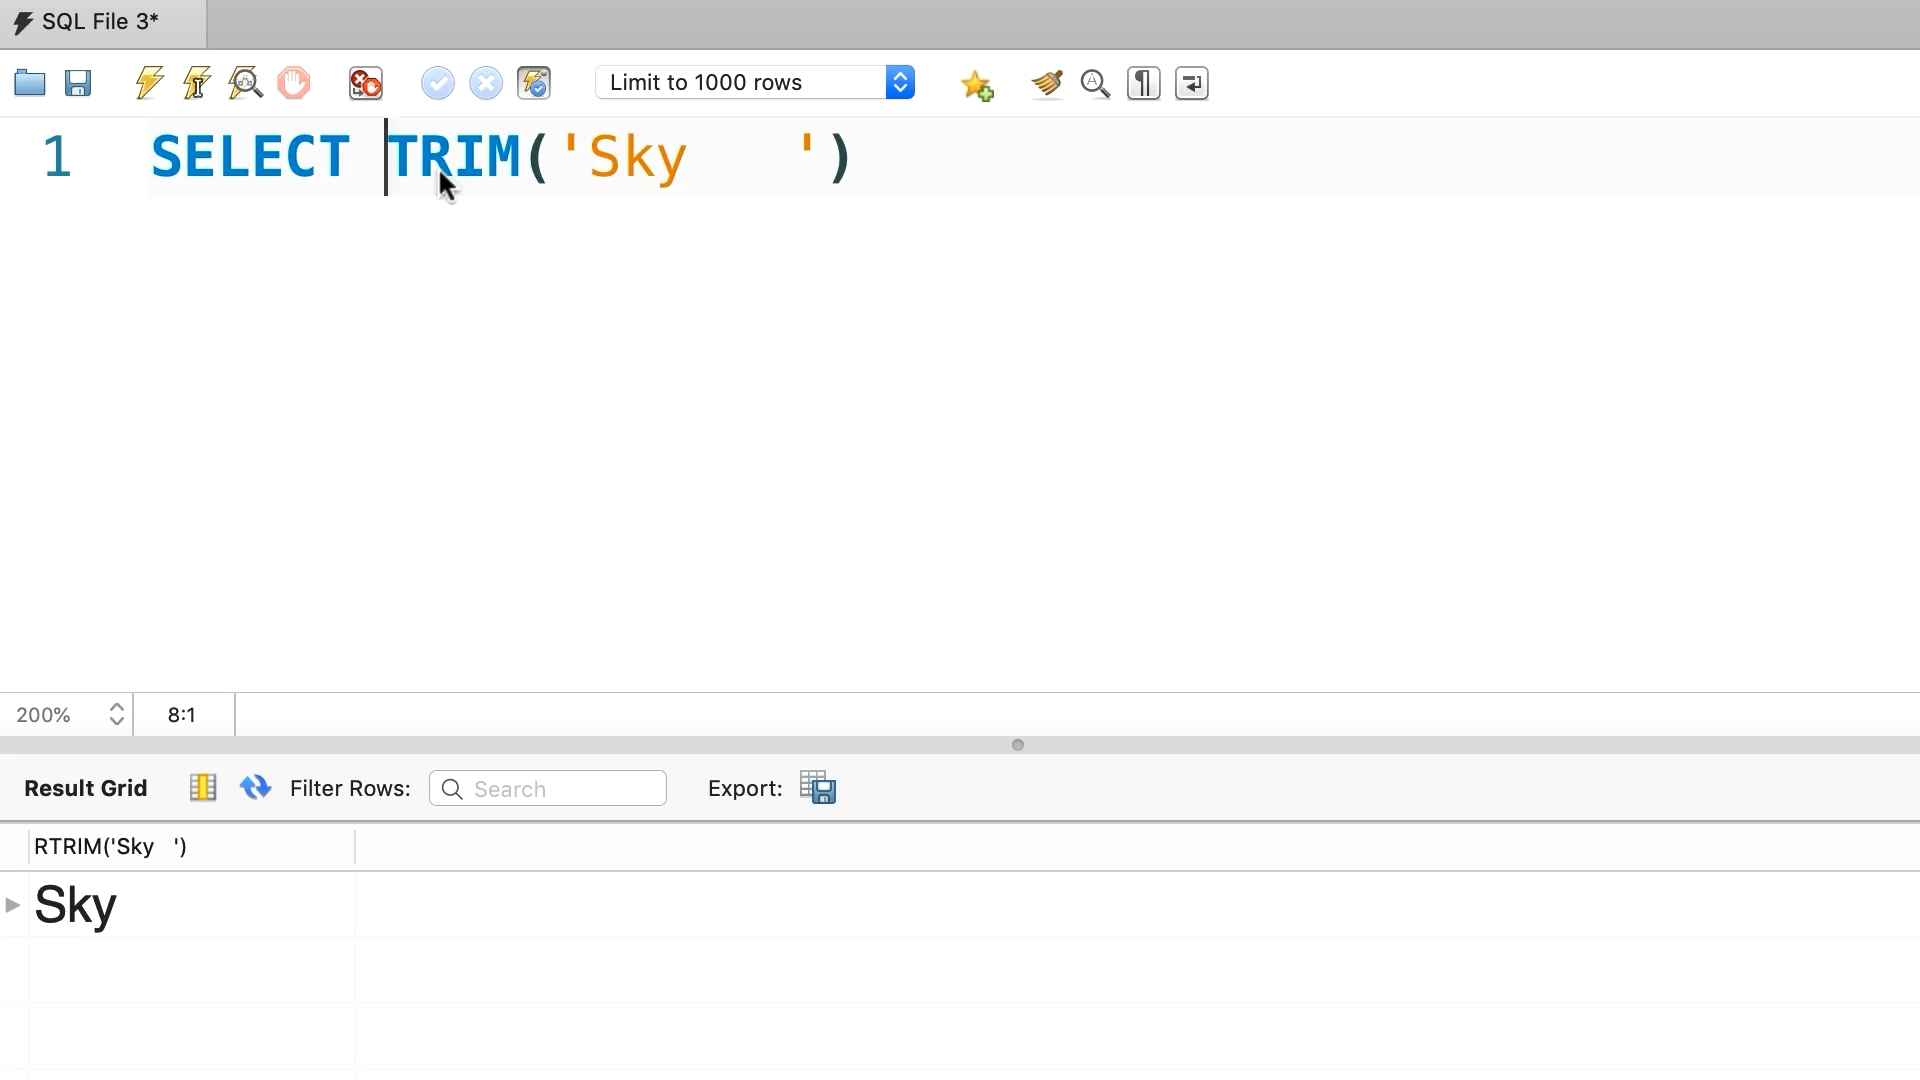 SQL File 3*
Limit to 1000 rows
1 SELECT TRIM('Sky   ')
200% 8:1
Result Grid Filter Rows: Search Export:
RTRIM('Sky   ')
Sky